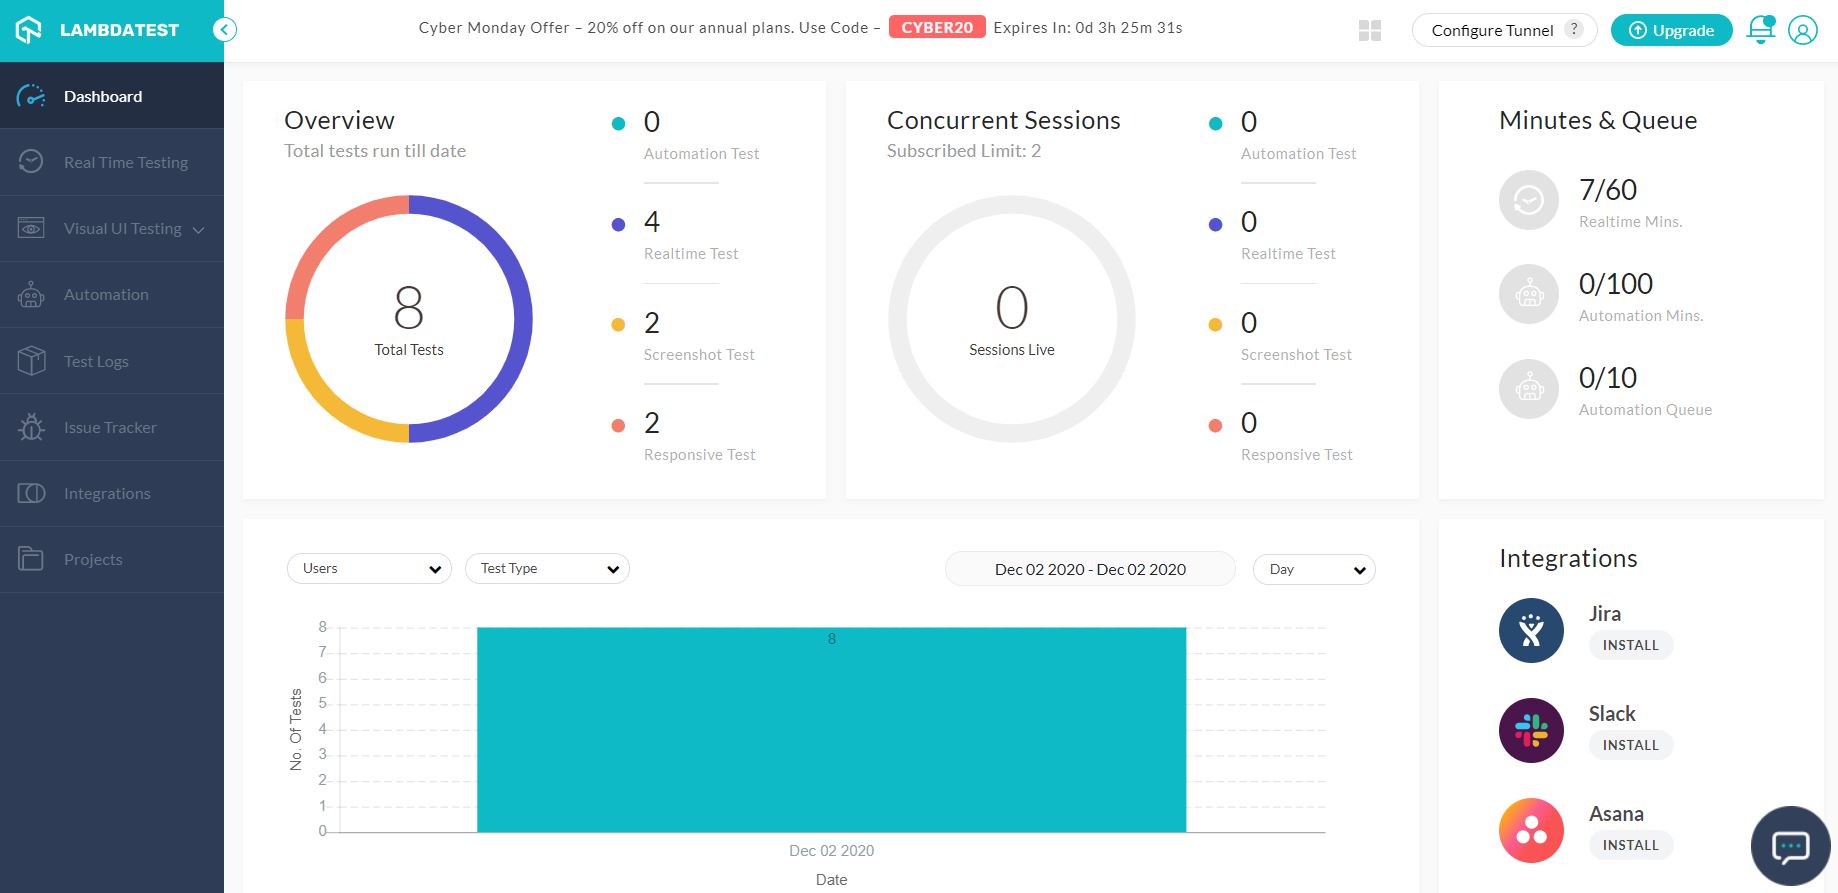 LAMBDATEST
Cyber Monday Offer – 20% off on our annual plans. Use Code – CYBER20 Expires In: 0d 3h 25m 31s
Configure Tunnel ?
Upgrade
Dashboard
Real Time Testing
Visual UI Testing
Automation
Test Logs
Issue Tracker
Integrations
Projects
Overview
Total tests run till date
8
Total Tests
0
Automation Test
4
Realtime Test
2
Screenshot Test
2
Responsive Test
Concurrent Sessions
Subscribed Limit: 2
0
Sessions Live
0
Automation Test
0
Realtime Test
0
Screenshot Test
0
Responsive Test
Minutes & Queue
7/60
Realtime Mins.
0/100
Automation Mins.
0/10
Automation Queue
Users
Test Type
Dec 02 2020 - Dec 02 2020
Day
No. Of Tests
8
7
6
5
4
3
2
1
0
8
Dec 02 2020
Date
Integrations
Jira
INSTALL
Slack
INSTALL
Asana
INSTALL